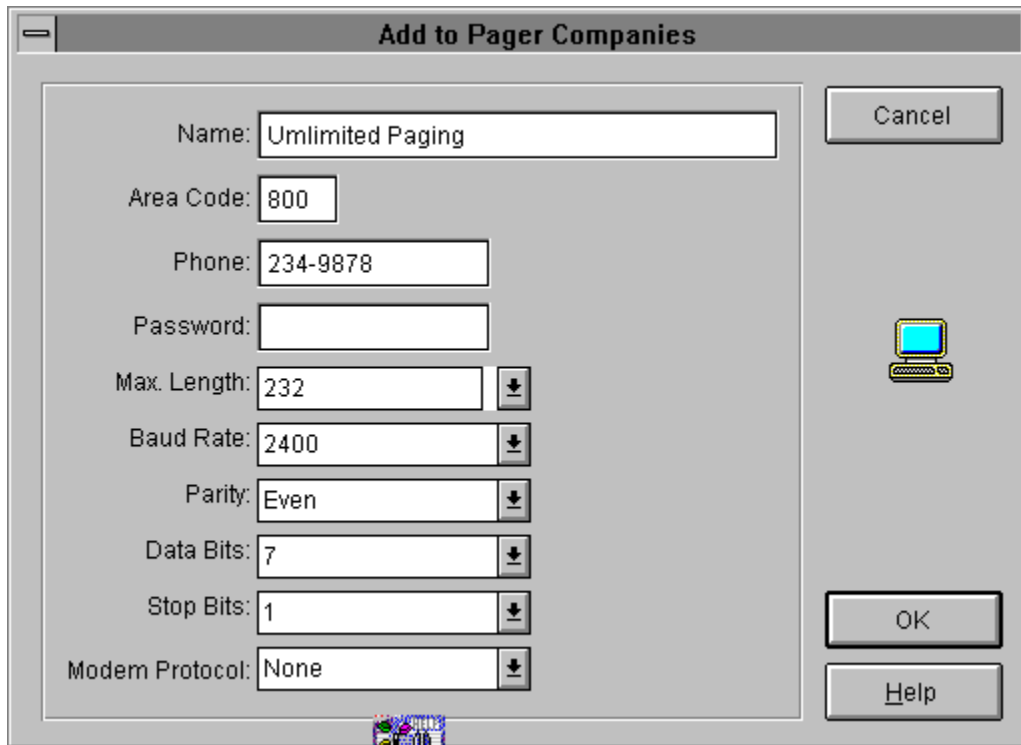 Add to Pager Companies
Name: Umlimited Paging
Cancel
Area Code: 800
Phone: 234-9878
Password:
Max. Length: 232
Baud Rate: 2400
Parity: Even
Data Bits: 7
Stop Bits: 1
OK
Modem Protocol: None
Help